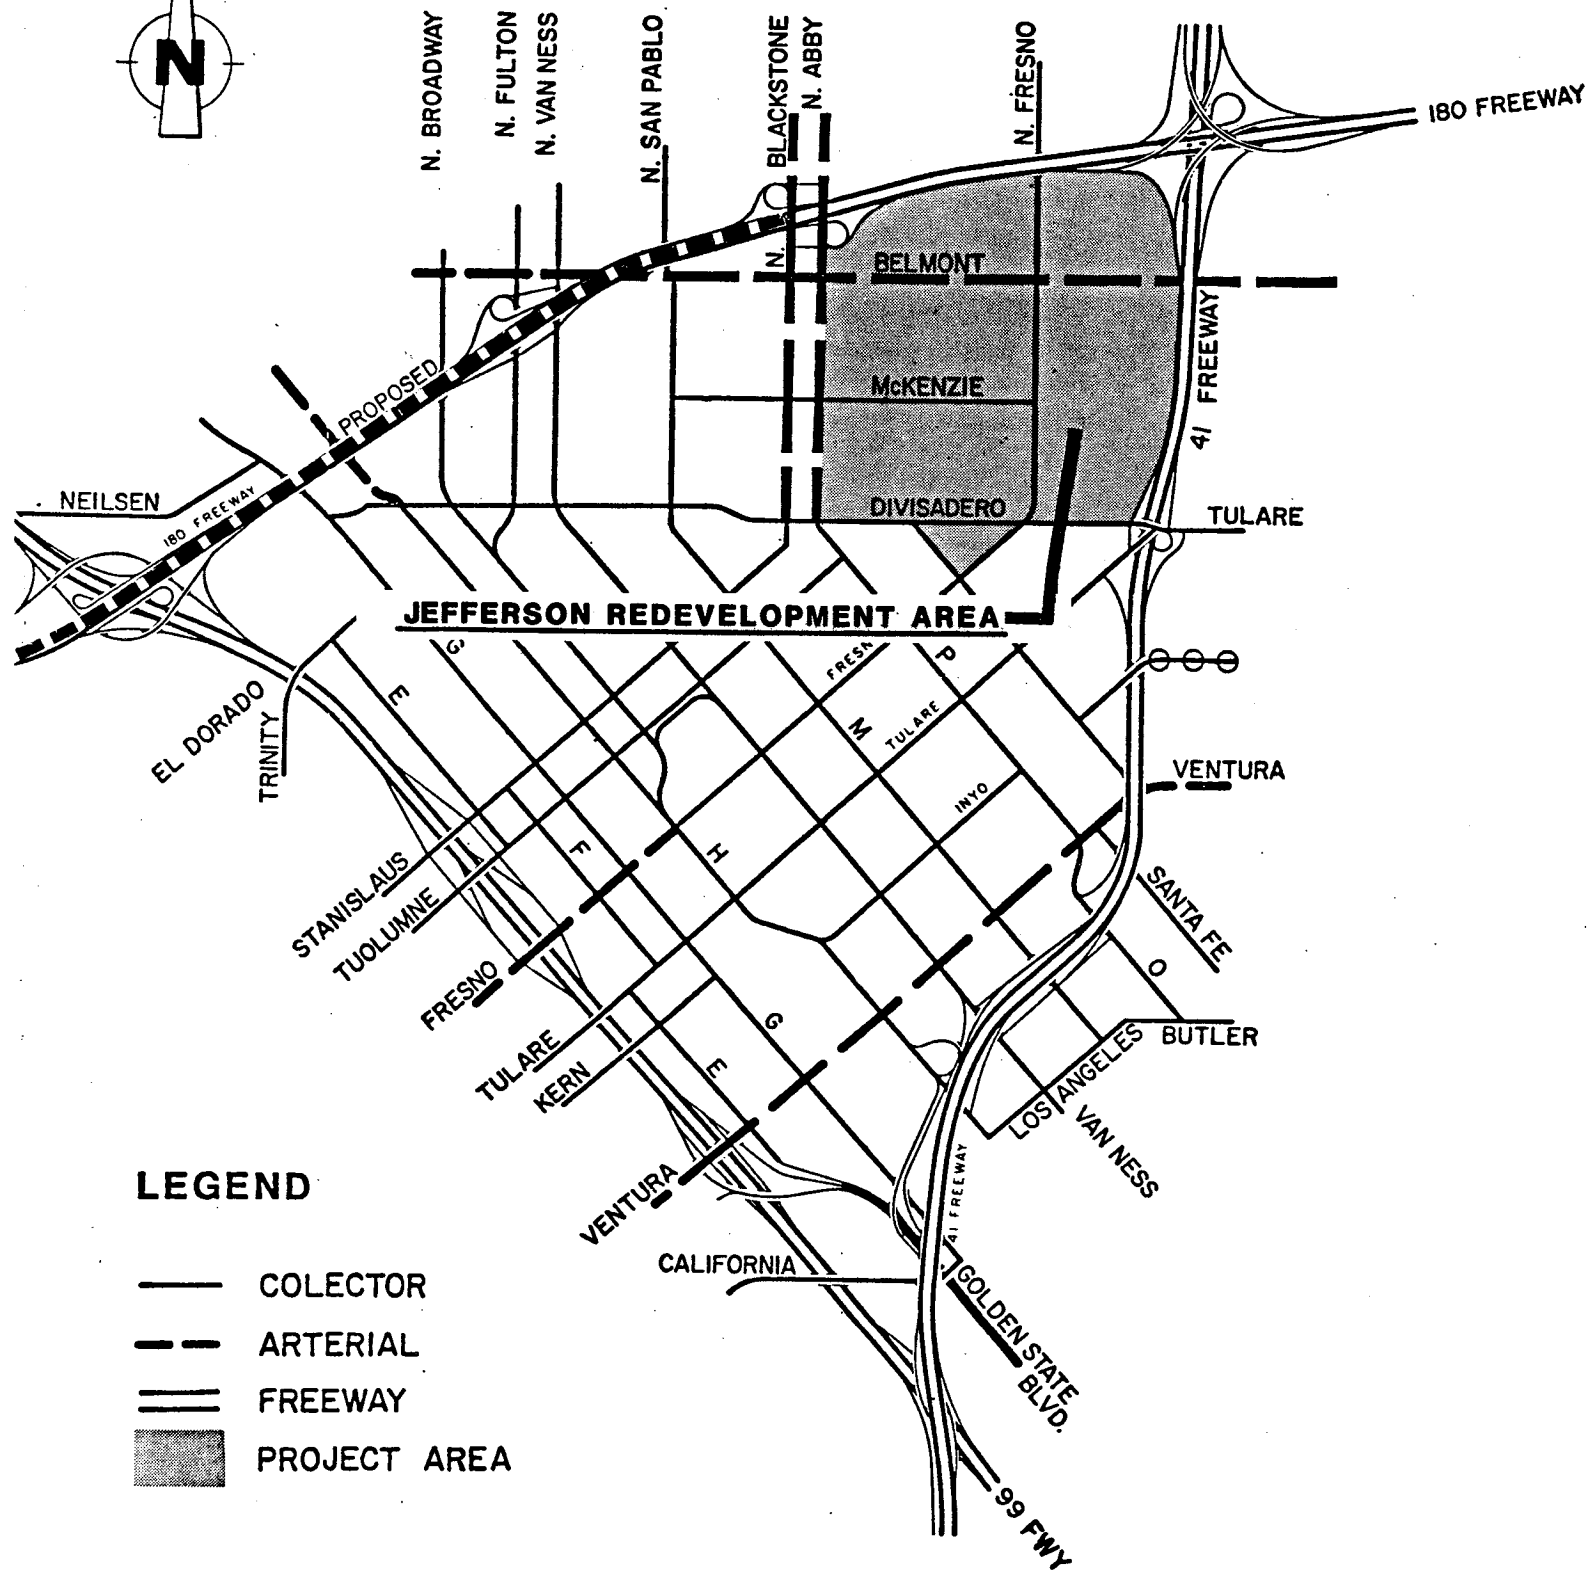 N
N. BROADWAY
N. FULTON
N. VAN NESS
N. SAN PABLO
N. BLACKSTONE
N. ABBY
N. FRESNO
180 FREEWAY
BELMONT
41 FREEWAY
PROPOSED
180 FREEWAY
McKENZIE
NEILSEN
DIVISADERO
TULARE
JEFFERSON REDEVELOPMENT AREA
EL DORADO
TRINITY
E
G
FRESN
P
M
TULARE
INYO
VENTURA
F
H
STANISLAUS
TUOLUMNE
FRESNO
SANTA FE
O
TULARE
KERN
G
E
BUTLER
LOS ANGELES
VAN NESS
VENTURA
41 FREEWAY
CALIFORNIA
GOLDEN STATE
BLVD.
99 FWY
LEGEND
COLECTOR
ARTERIAL
FREEWAY
PROJECT AREA